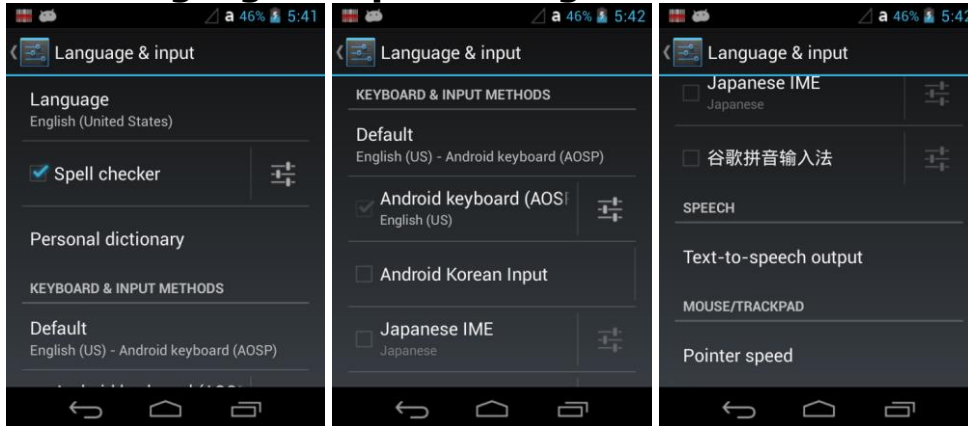 46% 5:41
Language & input
Language
English (United States)
Spell checker
Personal dictionary
KEYBOARD & INPUT METHODS
Default
English (US) - Android keyboard (AOSP)
a 46% 5:42
Language & input
KEYBOARD & INPUT METHODS
Default
English (US) - Android keyboard (AOSP)
Android keyboard (AOS
English (US)
Android Korean Input
Japanese IME
Japanese
a 46% 5:42
Language & input
Japanese IME
Japanese
谷歌拼音输入法
SPEECH
Text-to-speech output
MOUSE/TRACKPAD
Pointer speed